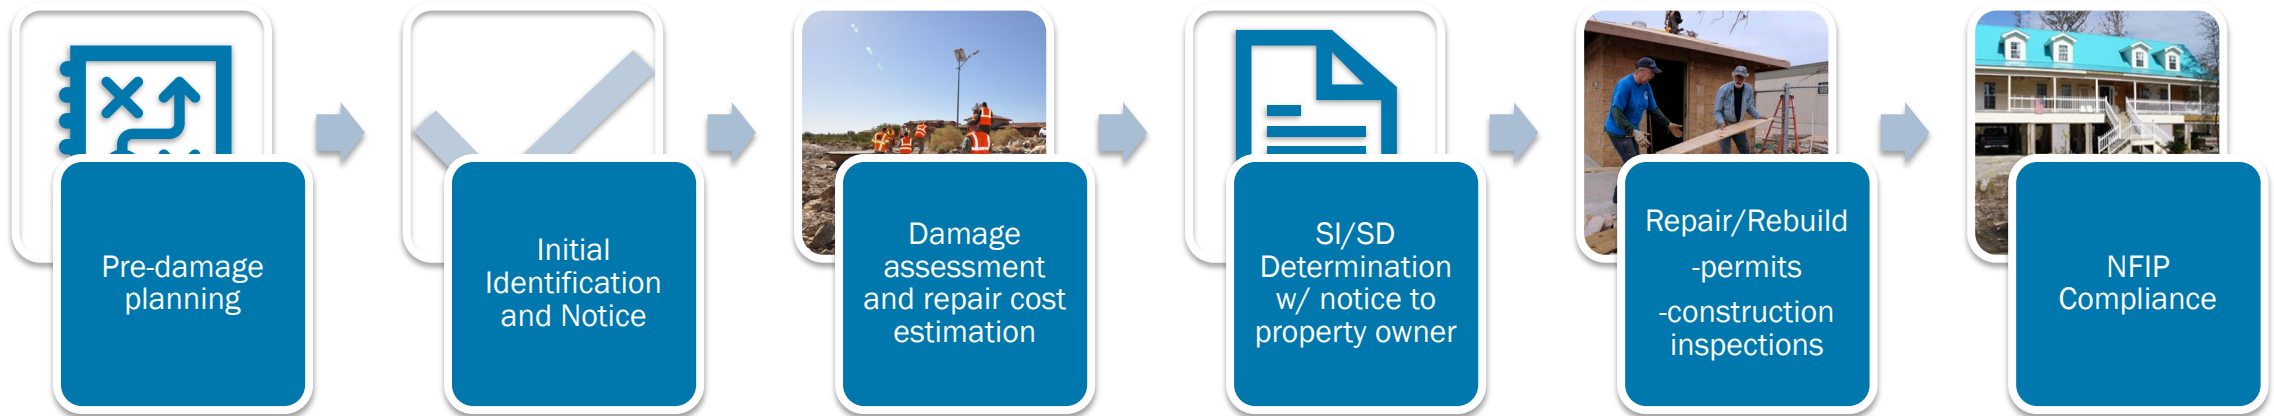 Pre-damage
planning
Initial
Identification
and Notice
Damage
assessment
and repair cost
estimation
SI/SD
Determination
w/ notice to
property owner
Repair/Rebuild
-permits
-construction
inspections
NFIP
Compliance